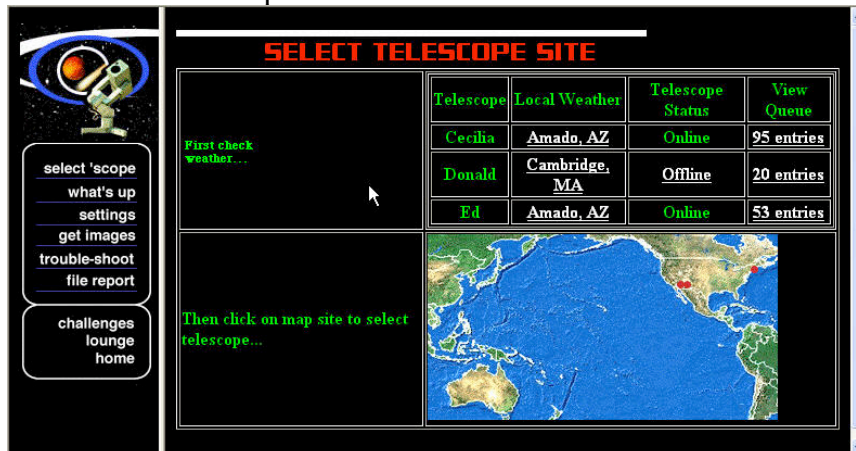 SELECT TELESCOPE SITE
select 'scope
what's up
settings
get images
trouble-shoot
file report
challenges
lounge
home
First check
weather...
Telescope Local Weather Telescope Status View Queue
Cecilia Amado, AZ Online 95 entries
Donald Cambridge, MA Offline 20 entries
Ed Amado, AZ Online 53 entries
Then click on map site to select
telescope...